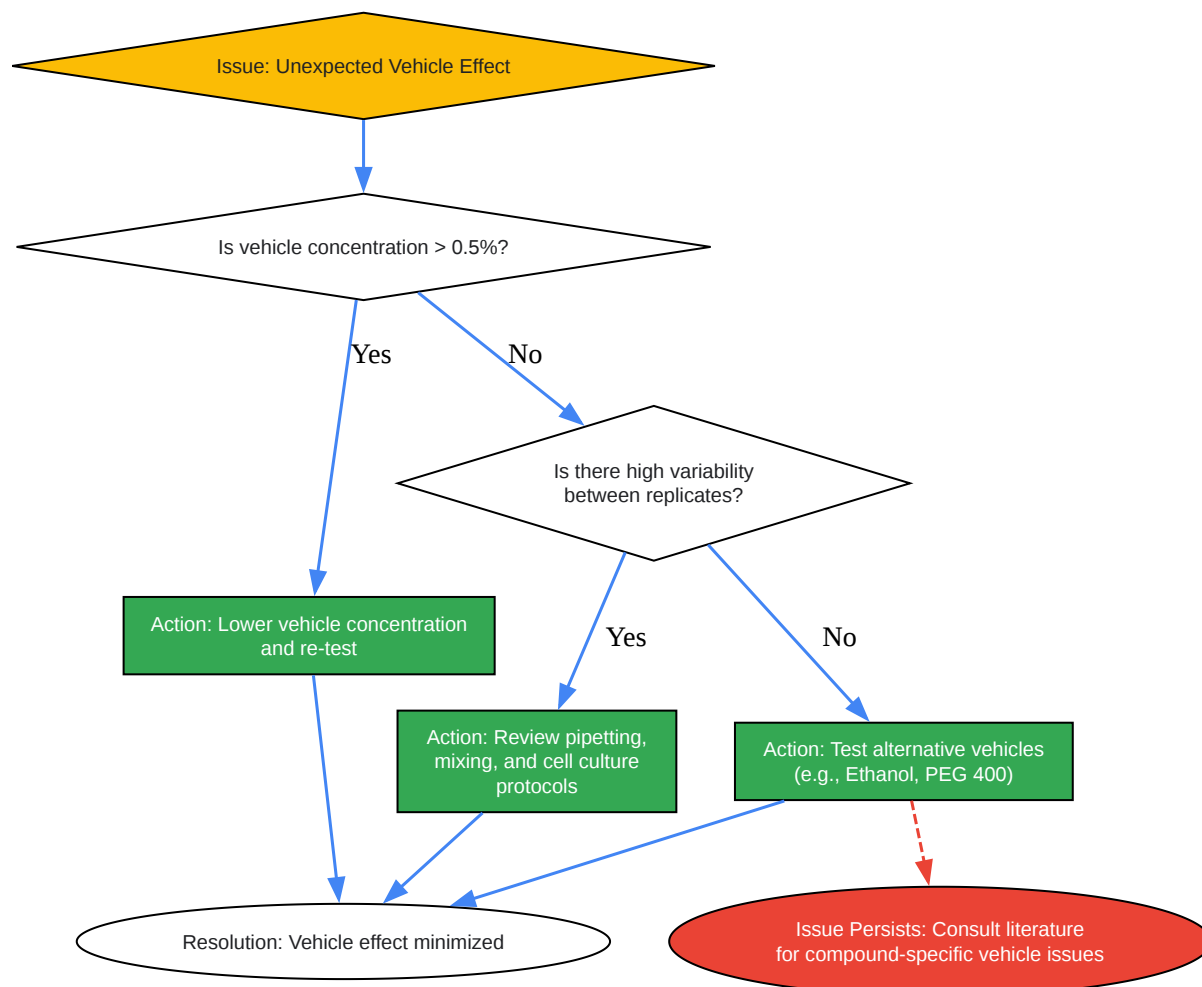 Issue: Unexpected Vehicle Effect
Is vehicle concentration > 0.5%?
Yes
No
Is there high variability
between replicates?
Action: Lower vehicle concentration
and re-test
Yes
No
Action: Review pipetting,
mixing, and cell culture
protocols
Action: Test alternative vehicles
(e.g., Ethanol, PEG 400)
Resolution: Vehicle effect minimized
Issue Persists: Consult literature
for compound-specific vehicle issues